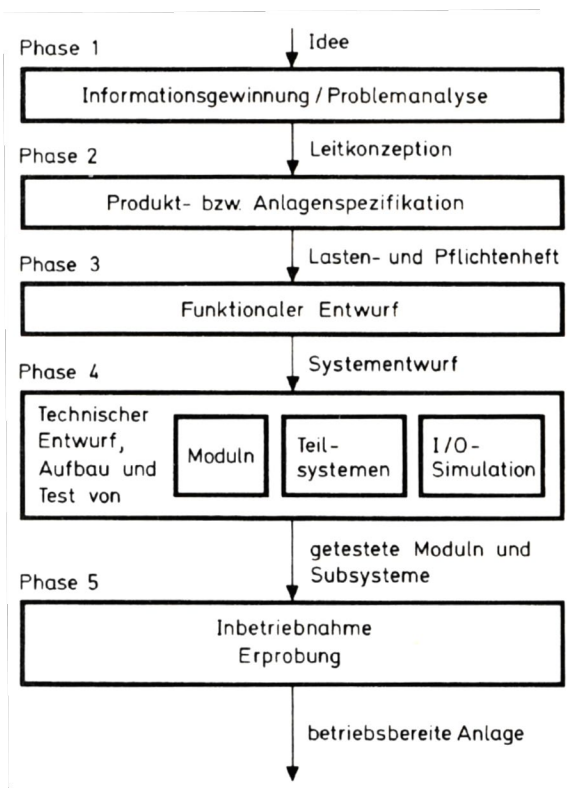 Phase 1
Idee
Informationsgewinnung / Problemanalyse
Phase 2
Leitkonzeption
Produkt- bzw. Anlagenspezifikation
Phase 3
Lasten- und Pflichtenheft
Funktionaler Entwurf
Phase 4
Systementwurf
Technischer
Entwurf,
Aufbau und
Test von
Moduln
Teil-
systemen
I/O-
Simulation
getestete Moduln und
Subsysteme
Phase 5
Inbetriebnahme
Erprobung
betriebsbereite Anlage